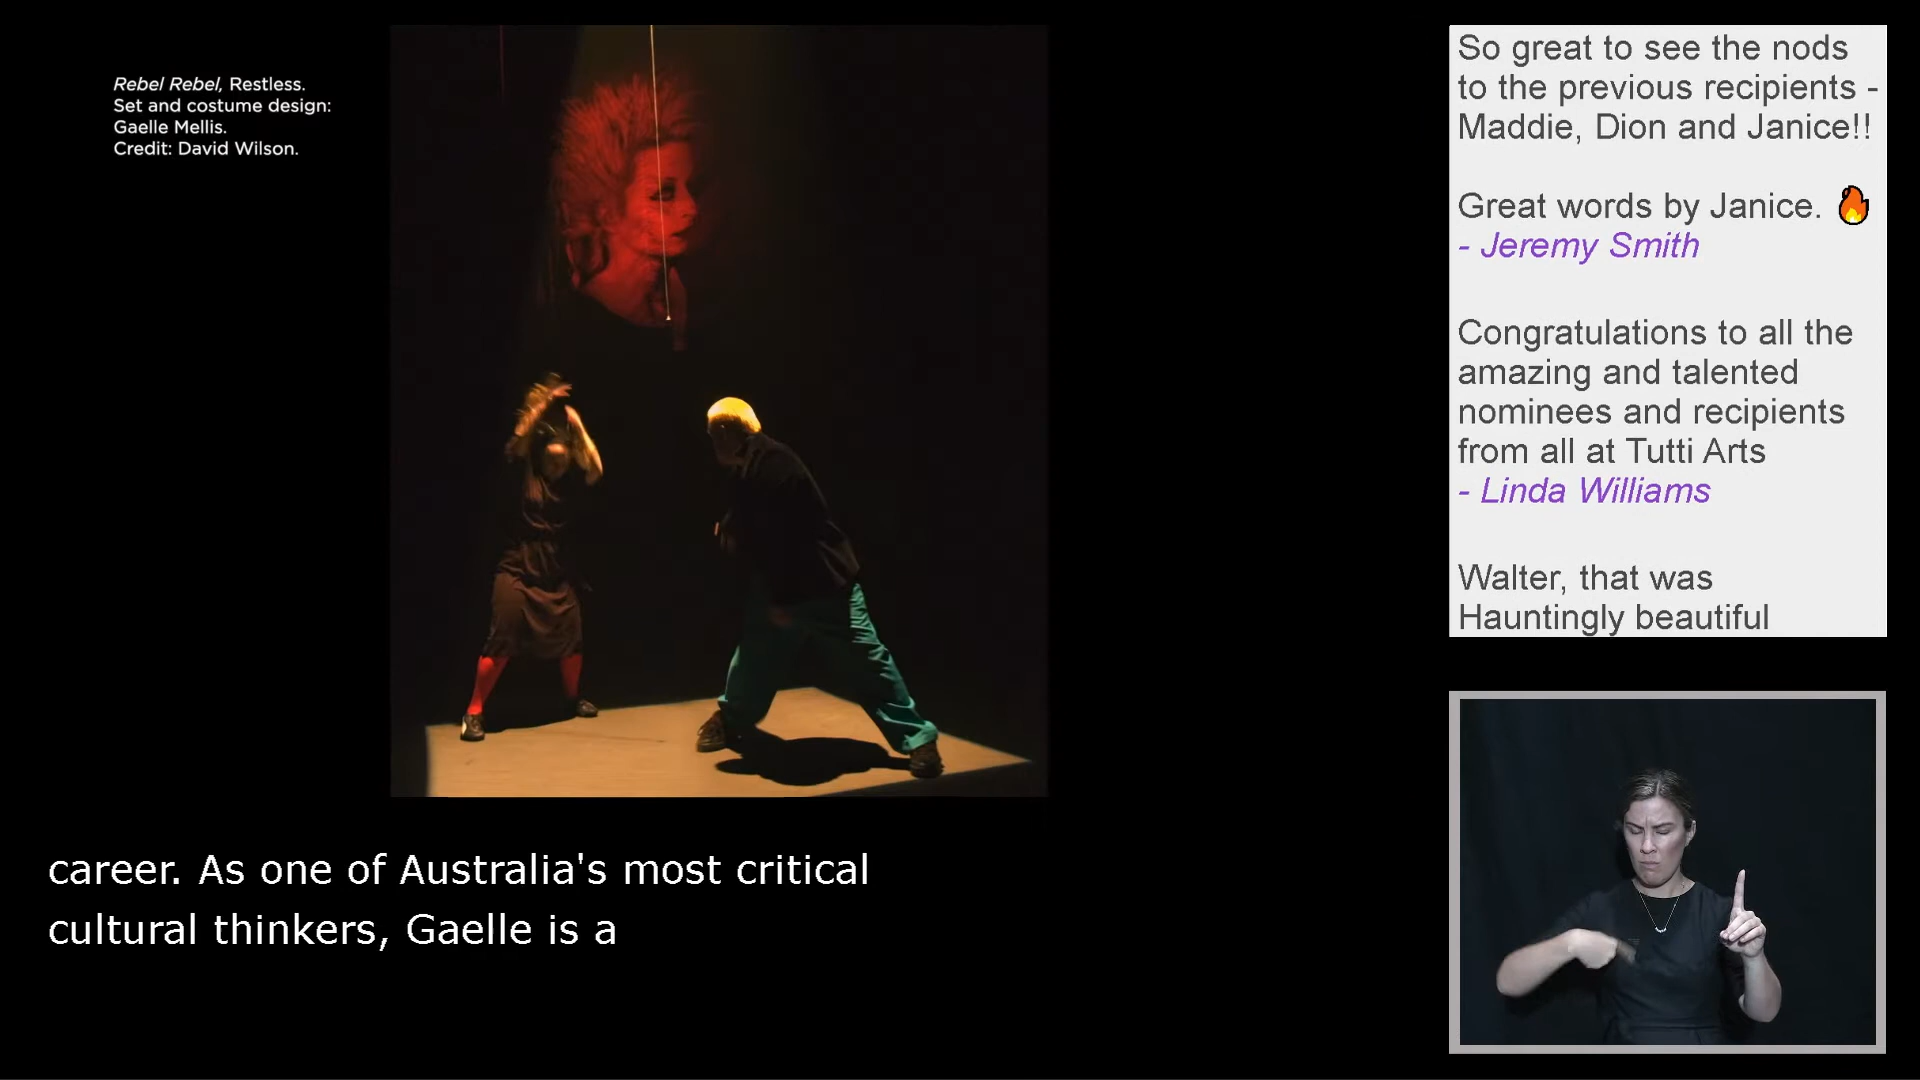 Rebel Rebel, Restless.
Set and costume design:
Gaelle Mellis.
Credit: David Wilson.
So great to see the nods
to the previous recipients -
Maddie, Dion and Janice!!
Great words by Janice. 🔥
- Jeremy Smith
Congratulations to all the
amazing and talented
nominees and recipients
from all at Tutti Arts
- Linda Williams
Walter, that was
Hauntingly beautiful
career. As one of Australia's most critical
cultural thinkers, Gaelle is a